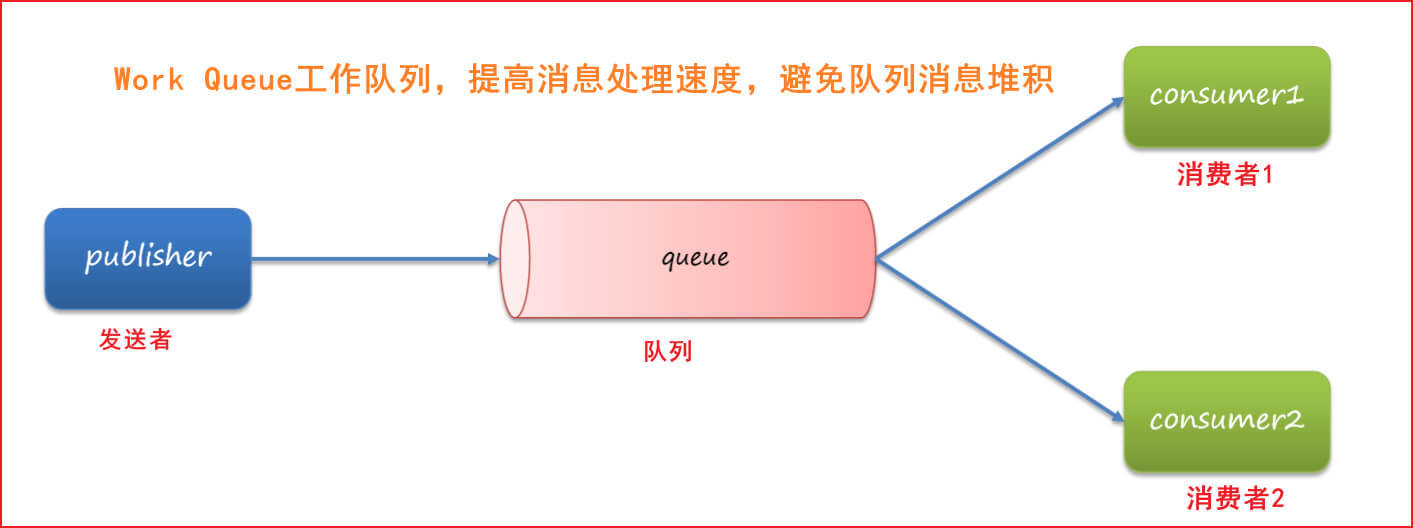 Work Queue工作队列，提高消息处理速度，避免队列消息堆积
consumer1
消费者1
publisher
发送者
queue
队列
consumer2
消费者2